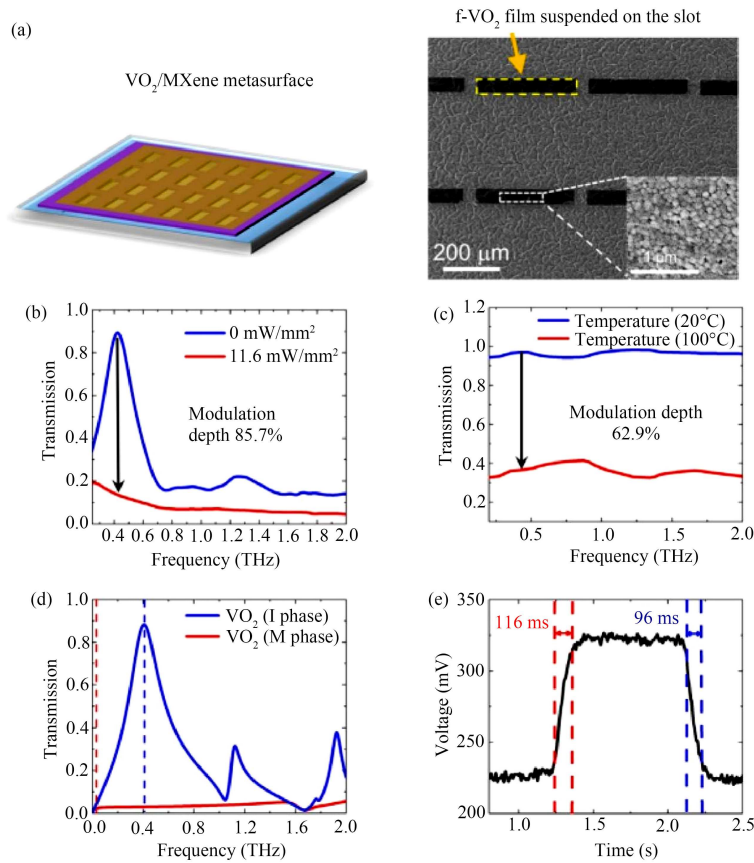 (a)
f-VO₂ film suspended on the slot
VO₂/MXene metasurface
200 μm
1 μm
(b)
1.0
0.8
0.6
0.4
0.2
0.0
Transmission
0 mW/mm²
11.6 mW/mm²
Modulation
depth 85.7%
0.4 0.6 0.8 1.0 1.2 1.4 1.6 1.8 2.0
Frequency (THz)
(c)
1.2
1.0
0.8
0.6
0.4
0.2
Transmission
Temperature (20°C)
Temperature (100°C)
Modulation depth
62.9%
0.5 1.0 1.5 2.0
Frequency (THz)
(d)
1.0
0.8
0.6
0.4
0.2
0.0
Transmission
VO₂ (I phase)
VO₂ (M phase)
0.0 0.4 0.8 1.2 1.6 2.0
Frequency (THz)
(e)
350
300
250
200
Voltage (mV)
116 ms
96 ms
1.0 1.5 2.0 2.5
Time (s)